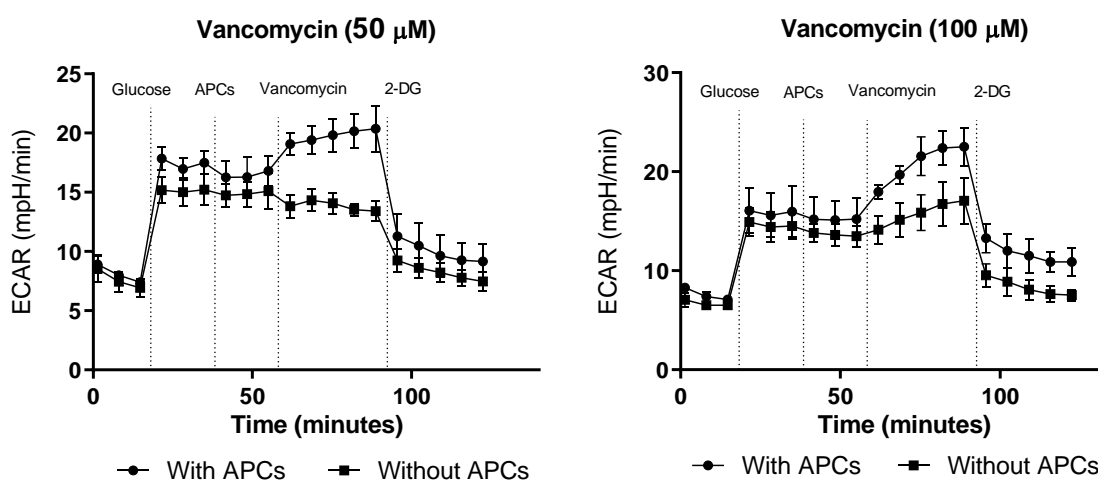 Vancomycin (50 μM)
ECAR (mpH/min)
25
20
15
10
5
0
Glucose APCs Vancomycin 2-DG
0 50 100
Time (minutes)
With APCs Without APCs
Vancomycin (100 μM)
ECAR (mpH/min)
30
20
10
0
Glucose APCs Vancomycin 2-DG
0 50 100
Time (minutes)
With APCs Without APCs